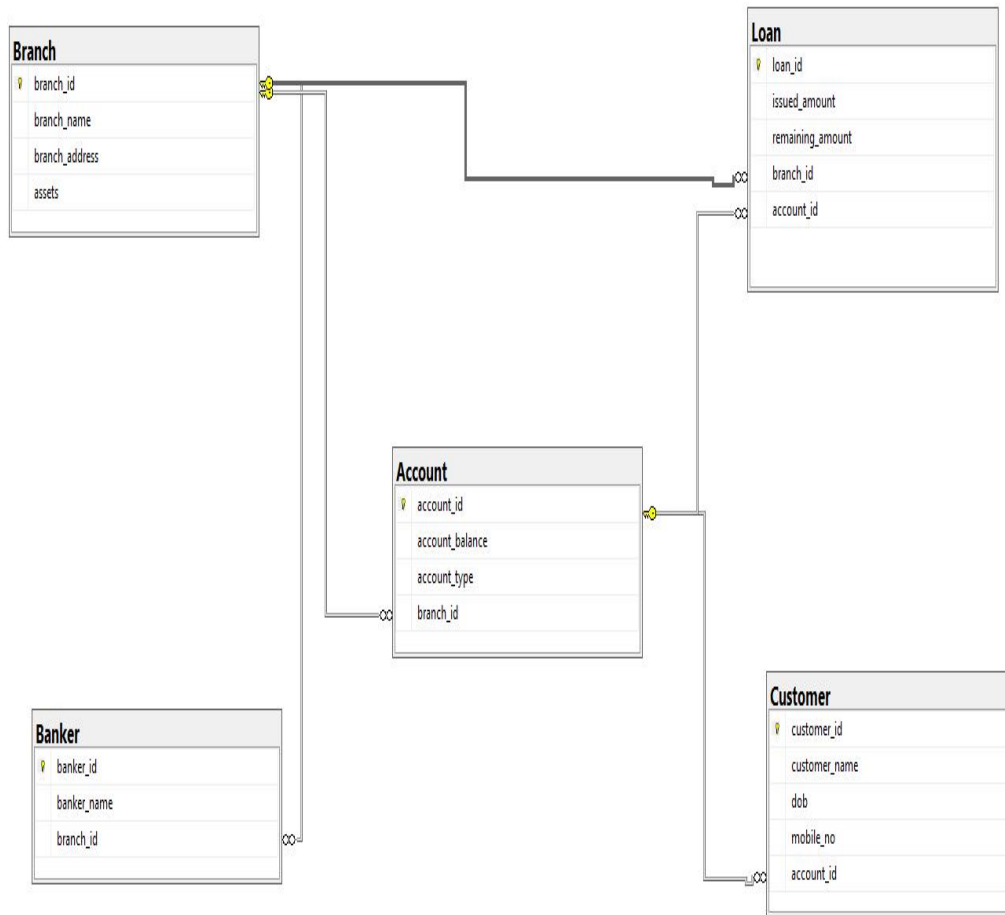 Branch
branch_id
branch_name
branch_address
assets
Loan
loan_id
issued_amount
remaining_amount
branch_id
account_id
Account
account_id
account_balance
account_type
branch_id
Banker
banker_id
banker_name
branch_id
Customer
customer_id
customer_name
dob
mobile_no
account_id